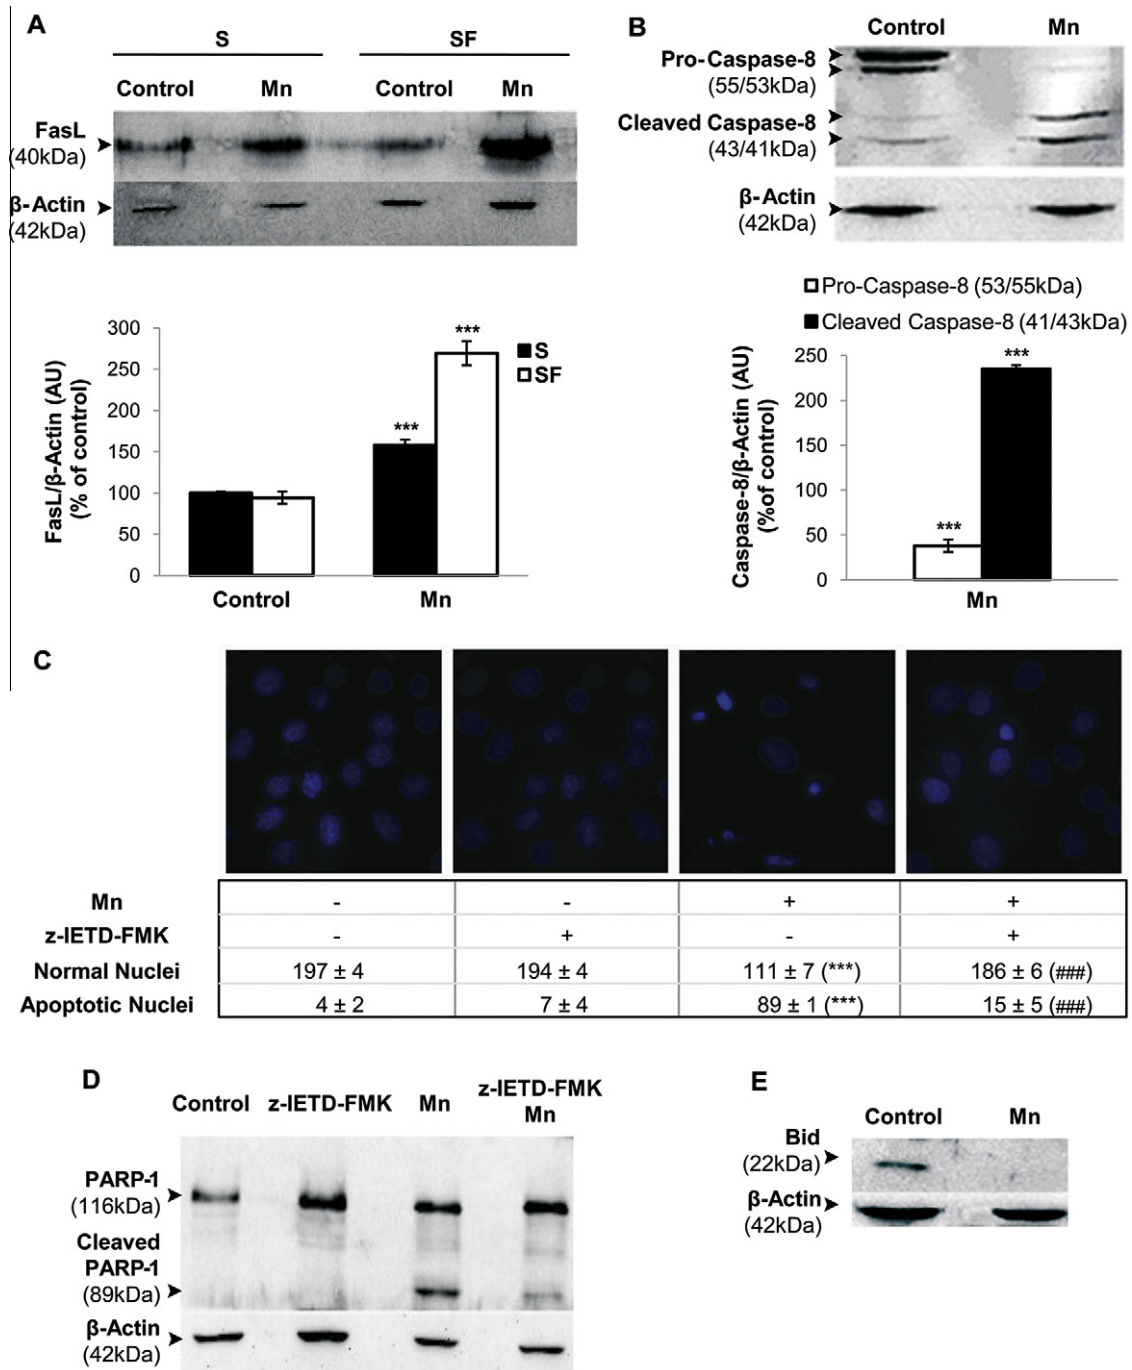 A
S SF
Control Mn Control Mn
FasL
(40kDa)
β-Actin
(42kDa)
300
250
200
150
100
50
0
FasL/β-Actin (AU)
(% of control)
***
***
S
SF
Control Mn
B
Control Mn
Pro-Caspase-8
(55/53kDa)
Cleaved Caspase-8
(43/41kDa)
β-Actin
(42kDa)
Pro-Caspase-8 (53/55kDa)
Cleaved Caspase-8 (41/43kDa)
250
200
150
100
50
0
Caspase-8/β-Actin (AU)
(%of control)
***
***
Mn
C
Mn - - + +
z-IETD-FMK - + - +
Normal Nuclei 197 ± 4 194 ± 4 111 ± 7 (***) 186 ± 6 (###)
Apoptotic Nuclei 4 ± 2 7 ± 4 89 ± 1 (***) 15 ± 5 (###)
D
Control z-IETD-FMK Mn z-IETD-FMK
Mn
PARP-1
(116kDa)
Cleaved
PARP-1
(89kDa)
β-Actin
(42kDa)
E
Control Mn
Bid
(22kDa)
β-Actin
(42kDa)